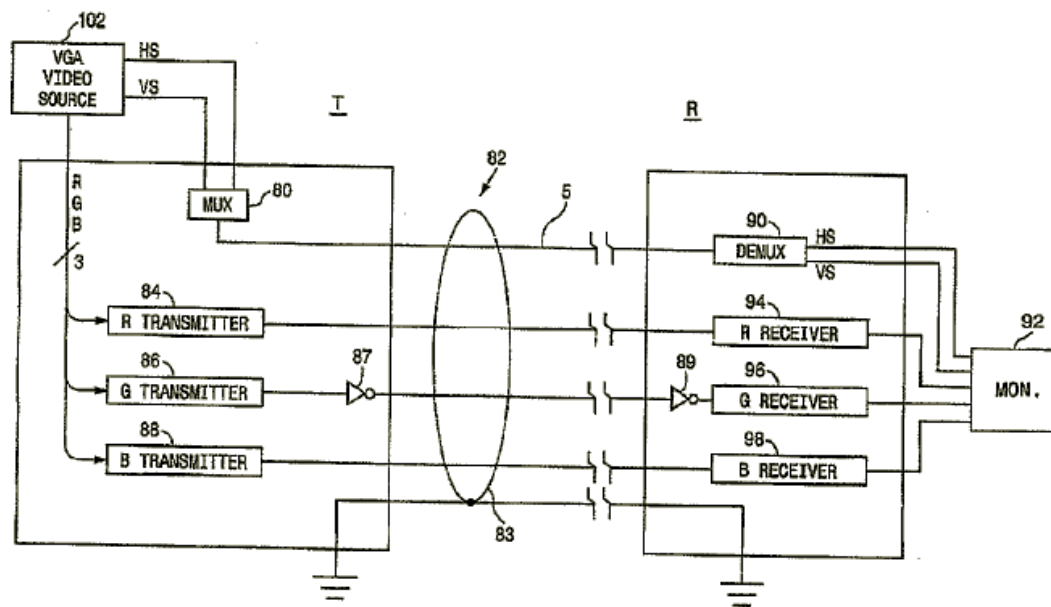 102
VGA
VIDEO
SOURCE
HS
VS
T
R
R
G
B
3
MUX
80
82
5
90
DEMUX
HS
VS
84
R TRANSMITTER
94
R RECEIVER
92
MON.
86
G TRANSMITTER
87
89
96
G RECEIVER
88
B TRANSMITTER
98
B RECEIVER
83